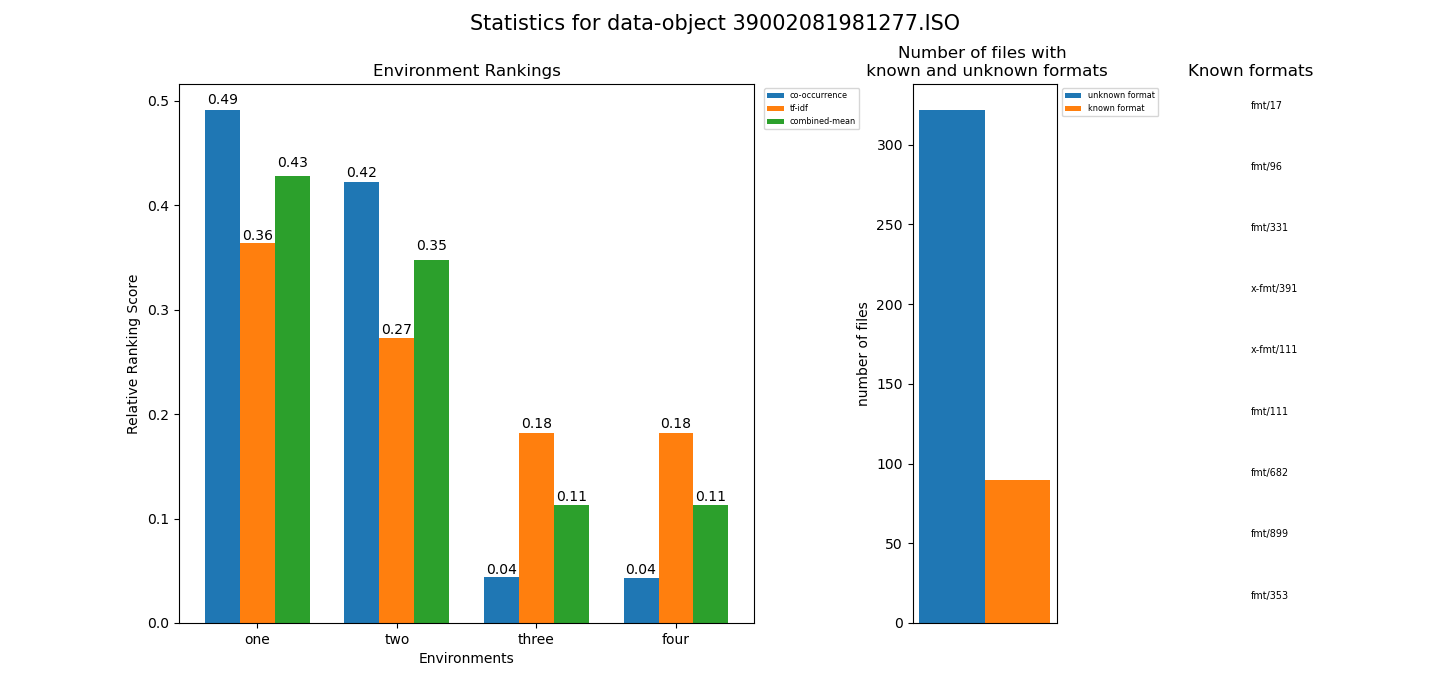 Statistics for data-object 39002081981277.ISO
Environment Rankings
Relative Ranking Score
0.5
0.4
0.3
0.2
0.1
0.0
0.49
0.36
0.43
0.42
0.27
0.35
0.04
0.18
0.11
0.04
0.18
0.11
one
two
three
four
Environments
co-occurrence
tf-idf
combined-mean
Number of files with
known and unknown formats
number of files
300
250
200
150
100
50
0
unknown format
known format
Known formats
fmt/17
fmt/96
fmt/331
x-fmt/391
x-fmt/111
fmt/111
fmt/682
fmt/899
fmt/353